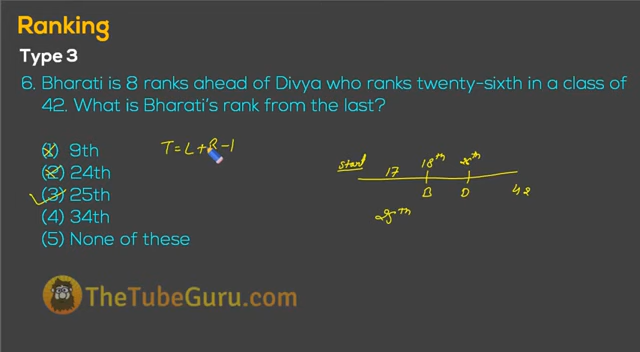 Ranking
Type 3
6. Bharati is 8 ranks ahead of Divya who ranks twenty-sixth in a class of
42. What is Bharati's rank from the last?
(1) 9th
(2) 24th
(3) 25th
(4) 34th
(5) None of these
T = L + R - 1
start 17 18th
B D 42
25th
TheTubeGuru.com